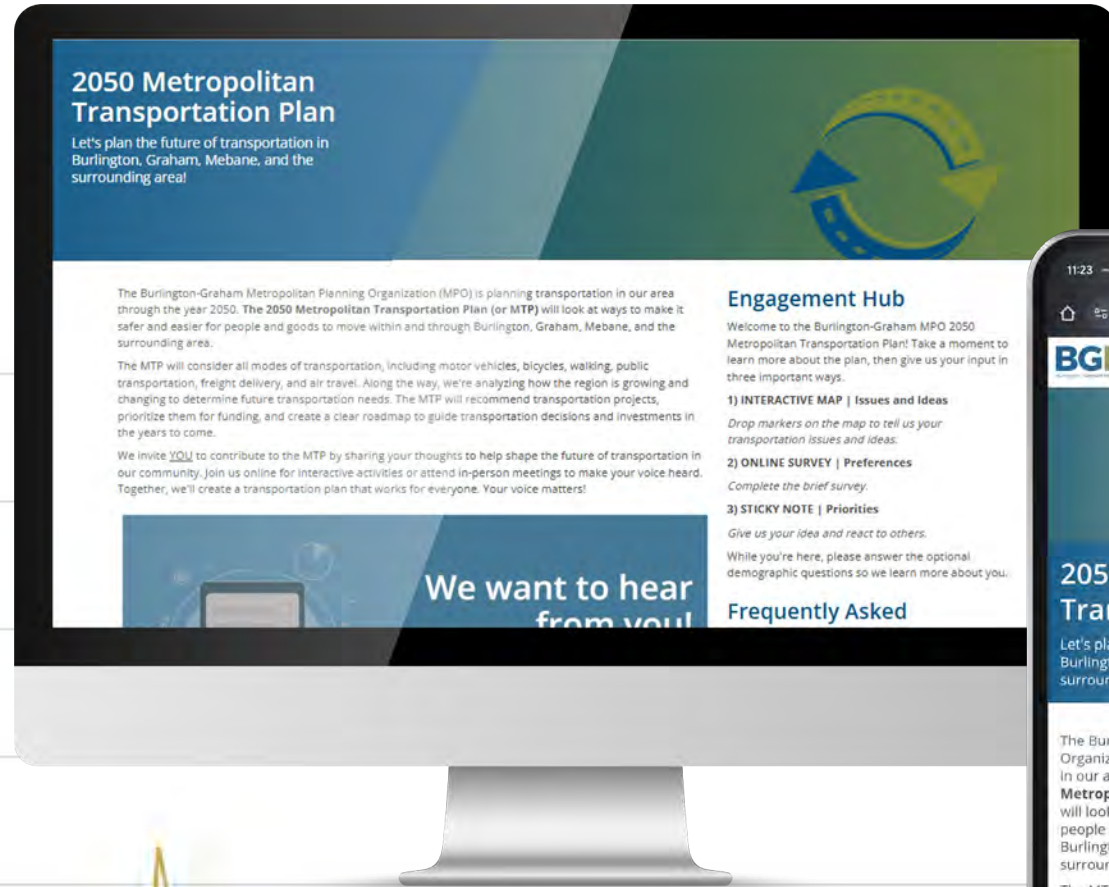 2050 Metropolitan
Transportation Plan
Let's plan the future of transportation in
Burlington, Graham, Mebane, and the
surrounding area!
The Burlington-Graham Metropolitan Planning Organization (MPO) is planning transportation in our area
through the year 2050. The 2050 Metropolitan Transportation Plan (or MTP) will look at ways to make it
safer and easier for people and goods to move within and through Burlington, Graham, Mebane, and the
surrounding area.
The MTP will consider all modes of transportation, including motor vehicles, bicycles, walking, public
transportation, freight delivery, and air travel. Along the way, we're analyzing how the region is growing and
changing to determine future transportation needs. The MTP will recommend transportation projects,
prioritize them for funding, and create a clear roadmap to guide transportation decisions and investments in
the years to come.
We invite YOU to contribute to the MTP by sharing your thoughts to help shape the future of transportation in
our community. Join us online for interactive activities or attend in-person meetings to make your voice heard.
Together, we'll create a transportation plan that works for everyone. Your voice matters!
We want to hear
from you!
Engagement Hub
Welcome to the Burlington-Graham MPO 2050
Metropolitan Transportation Plan! Take a moment to
learn more about the plan, then give us your input in
three important ways.
1) INTERACTIVE MAP | Issues and Ideas
Drop markers on the map to tell us your
transportation issues and ideas.
2) ONLINE SURVEY | Preferences
Complete the brief survey.
3) STICKY NOTE | Priorities
Give us your idea and react to others.
While you're here, please answer the optional
demographic questions so we learn more about you.
Frequently Asked
11:23
BG
205
Tra
Let's pla
Burling
surrour
The Bur
Organiz
in our a
Metrop
will look
people
Burling
surrour